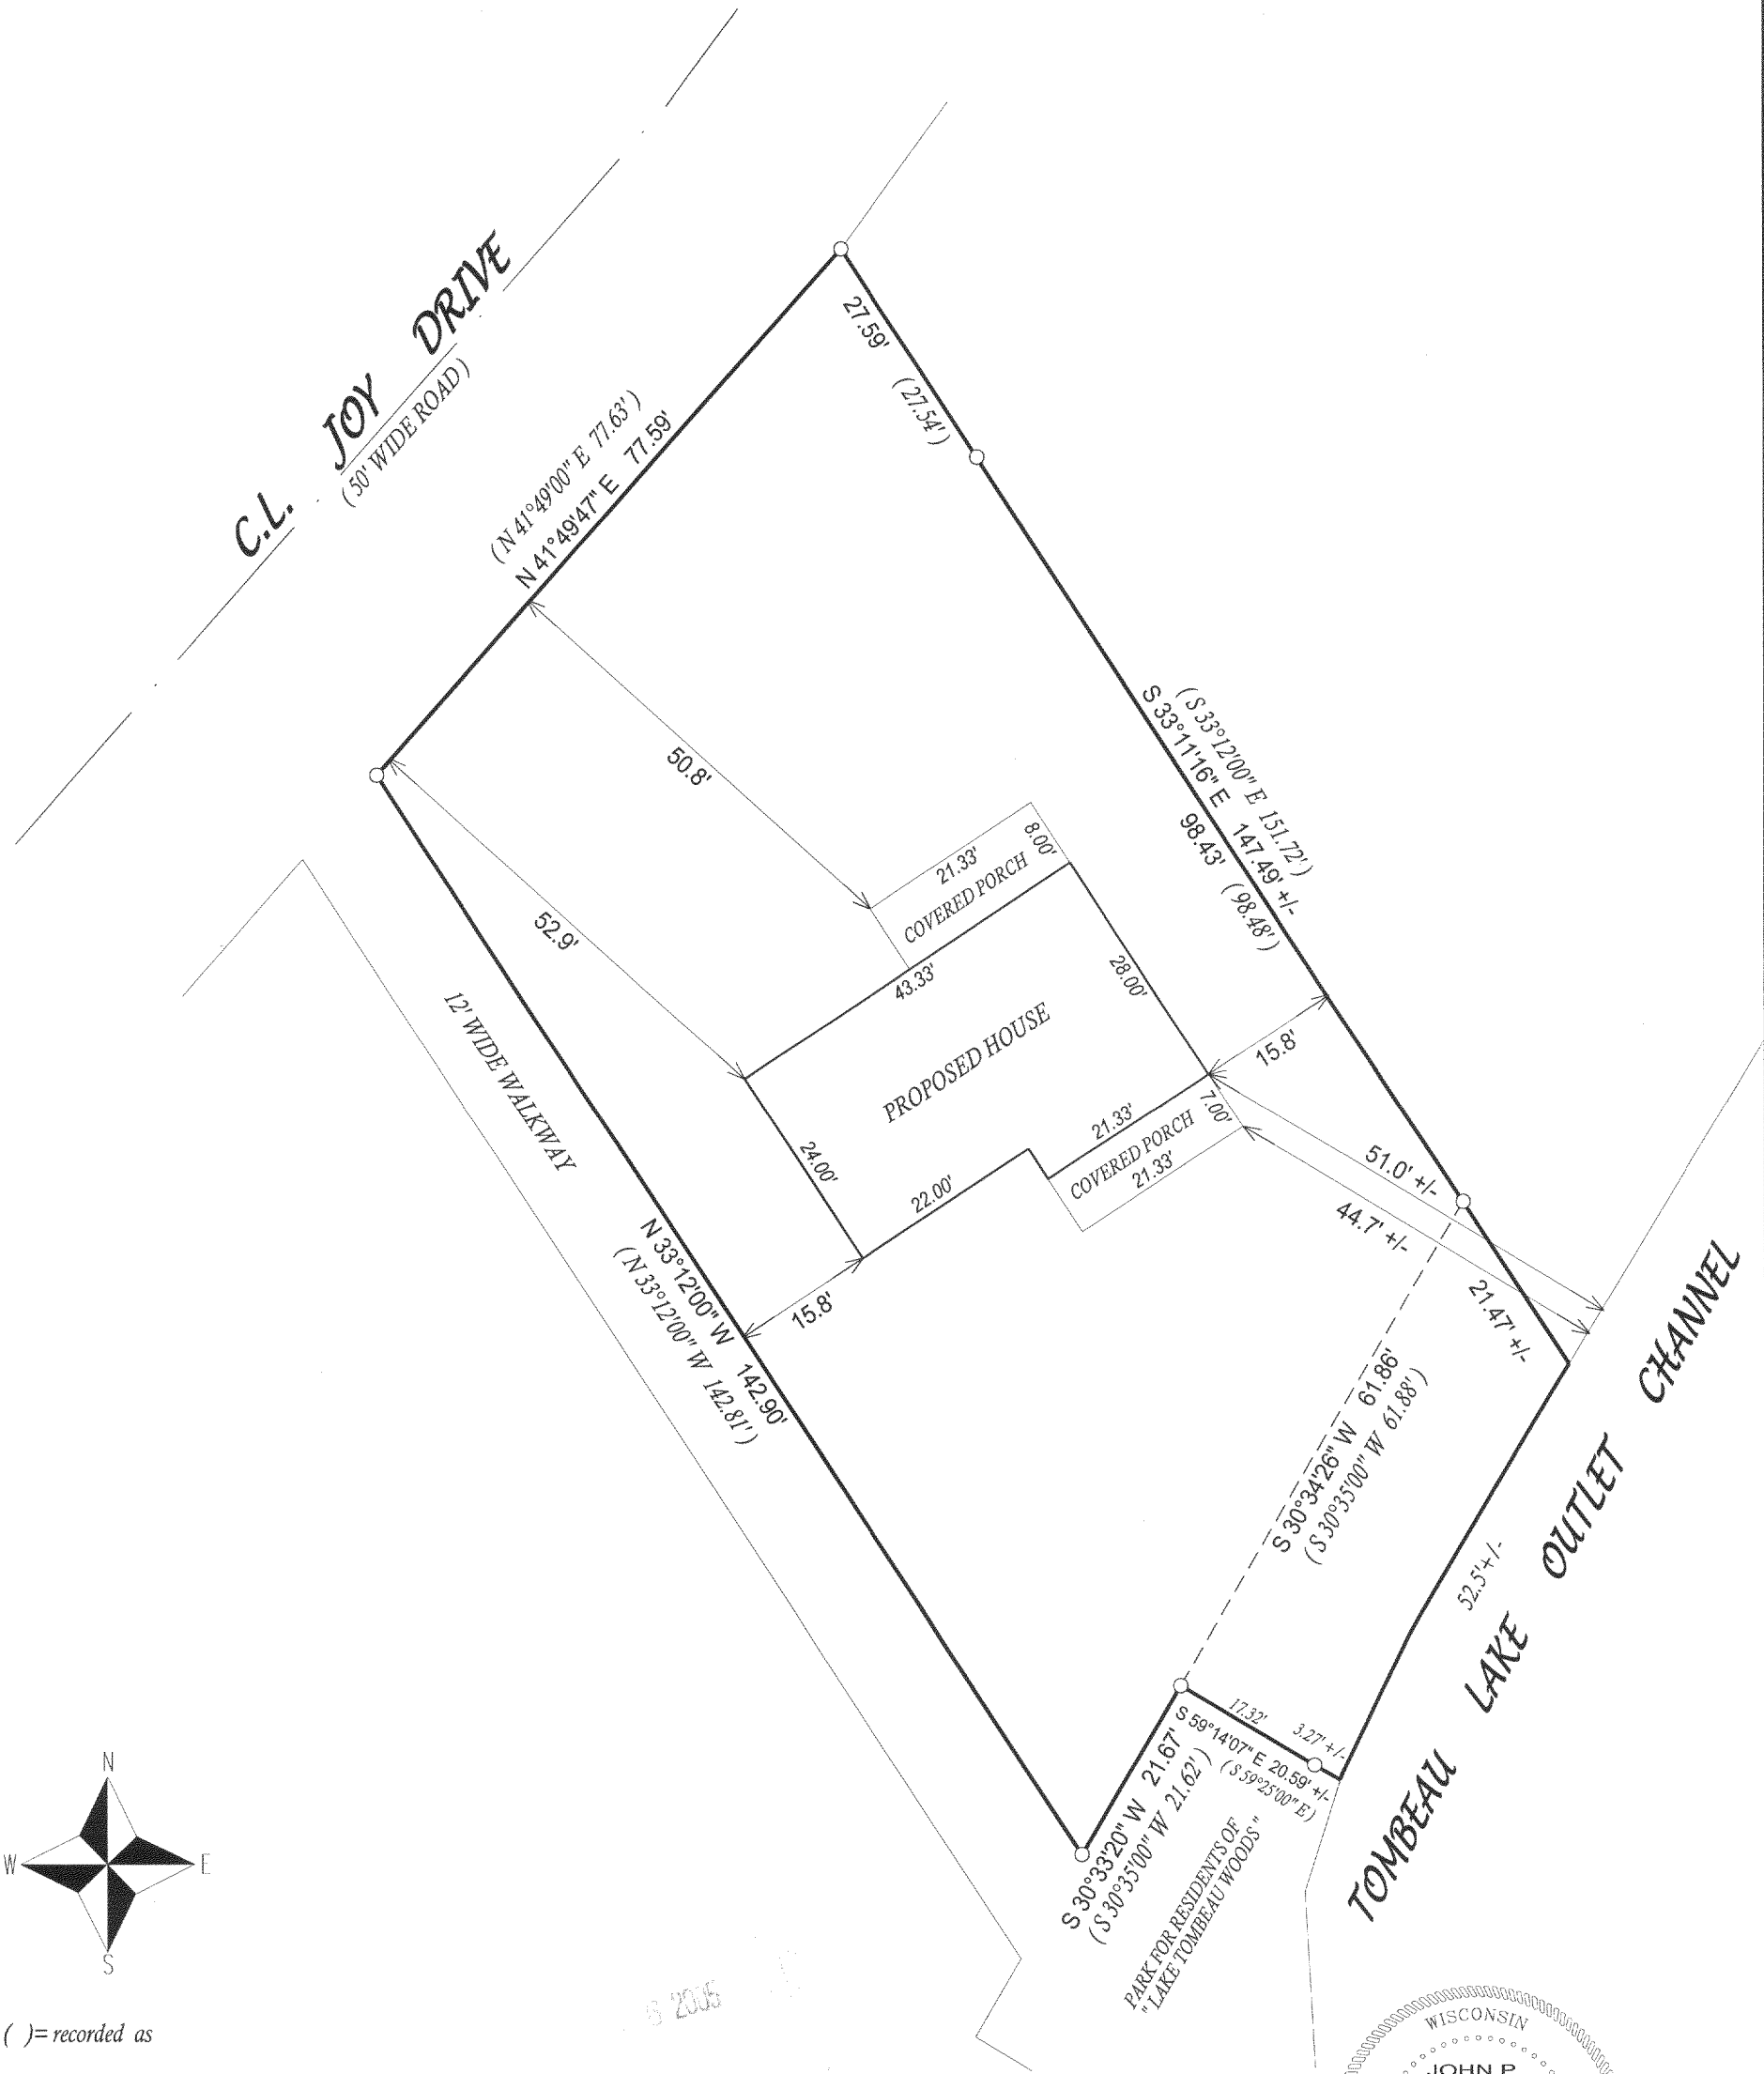 C.L. JOY DRIVE
(50' WIDE ROAD)
(N 41°49'00" E 77.63')
N 41°49'47" E 77.59'
27.59'
(27.54')
(S 33°12'00" E 151.72')
S 33°11'16" E 147.49' +/-
98.43' (98.48')
50.8'
52.9'
8.00'
21.33'
COVERED PORCH
43.33'
28.00'
PROPOSED HOUSE
15.8'
12' WIDE WALKWAY
24.00'
22.00'
21.33'
7.00'
COVERED PORCH
21.33'
51.0' +/-
44.7' +/-
21.47' +/-
15.8'
N 33°12'00" W 142.90'
(N 33°12'00" W 142.81')
S 30°34'26" W 61.86'
(S 30°35'00" W 61.88')
52.5'+/-
TOMBEAU LAKE OUTLET CHANNEL
17.32'
3.27'+/-
S 59°14'07" E 20.59' +/-
(S 59°25'00" E)
S 30°33'20" W 21.67'
(S 30°35'00" W 21.62')
PARK FOR RESIDENTS OF
"LAKE TOMBEAU WOODS"
N
W E
S
2005
( )= recorded as
WISCONSIN
JOHN P.